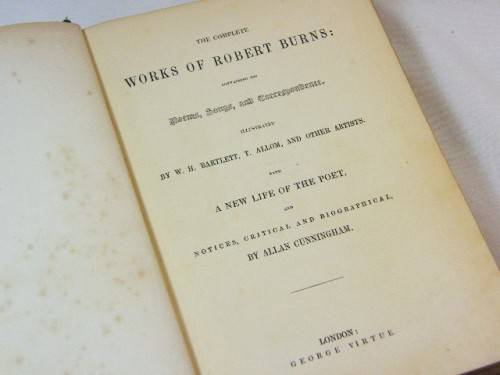 THE COMPLETE
WORKS OF ROBERT BURNS:
CONTAINING HIS
Poems, Songs, and Correspondence.
ILLUSTRATED
BY W. H. BARTLETT, T. ALLOM, AND OTHER ARTISTS.
WITH
A NEW LIFE OF THE POET,
AND
NOTICES, CRITICAL AND BIOGRAPHICAL,
BY ALLAN CUNNINGHAM.
LONDON:
GEORGE VIRTUE.